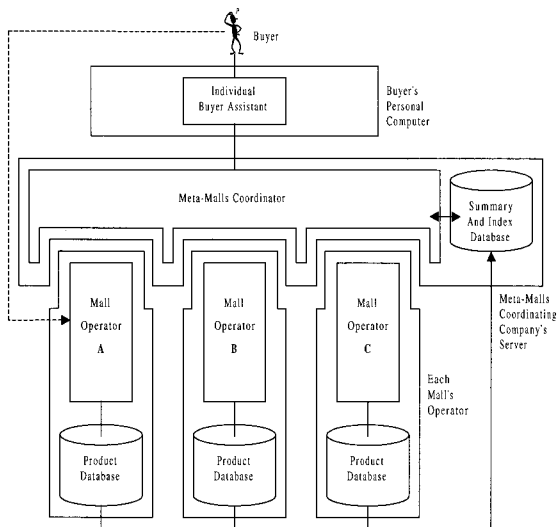 Buyer
Individual
Buyer Assistant
Buyer's
Personal
Computer
Meta-Malls Coordinator
Summary
And Index
Database
Mall
Operator
A
Mall
Operator
B
Mall
Operator
C
Meta-Malls
Coordinating
Company's
Server
Each
Mall's
Operator
Product
Database
Product
Database
Product
Database